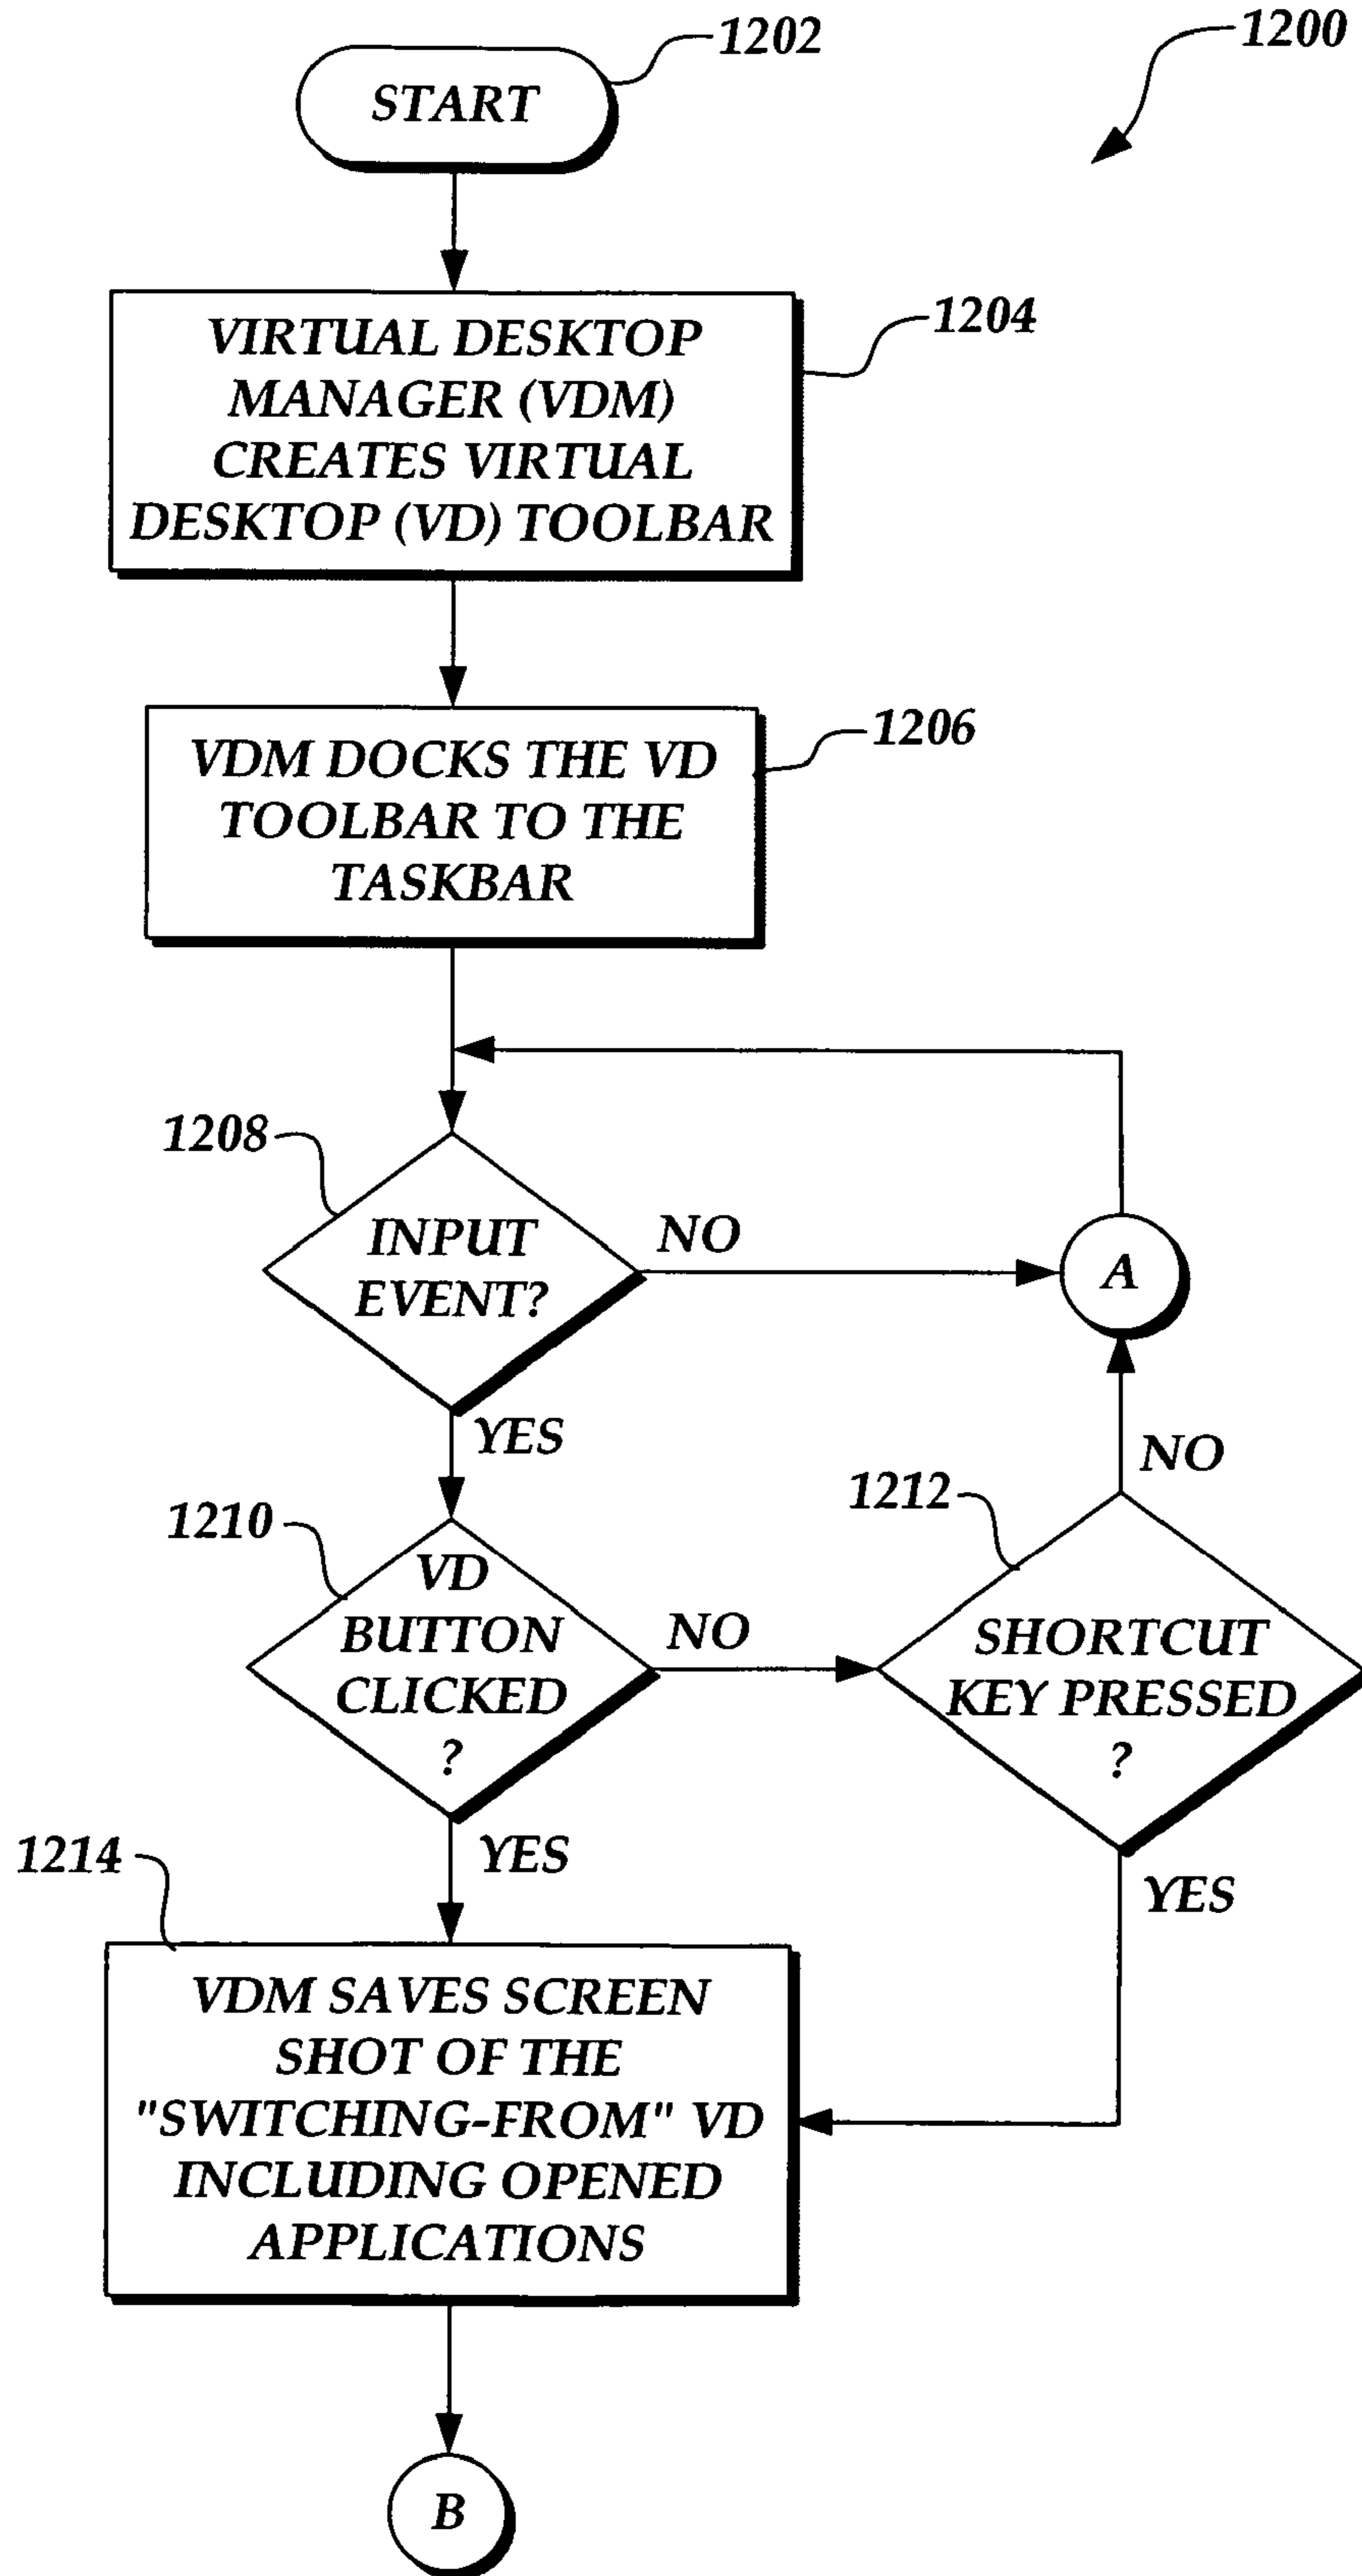 1202
1200
START
1204
VIRTUAL DESKTOP
MANAGER (VDM)
CREATES VIRTUAL
DESKTOP (VD) TOOLBAR
1206
VDM DOCKS THE VD
TOOLBAR TO THE
TASKBAR
1208
INPUT
EVENT?
NO
A
YES
NO
1210
1212
VD
BUTTON
CLICKED
?
NO
SHORTCUT
KEY PRESSED
?
1214
YES
YES
VDM SAVES SCREEN
SHOT OF THE
"SWITCHING-FROM" VD
INCLUDING OPENED
APPLICATIONS
B